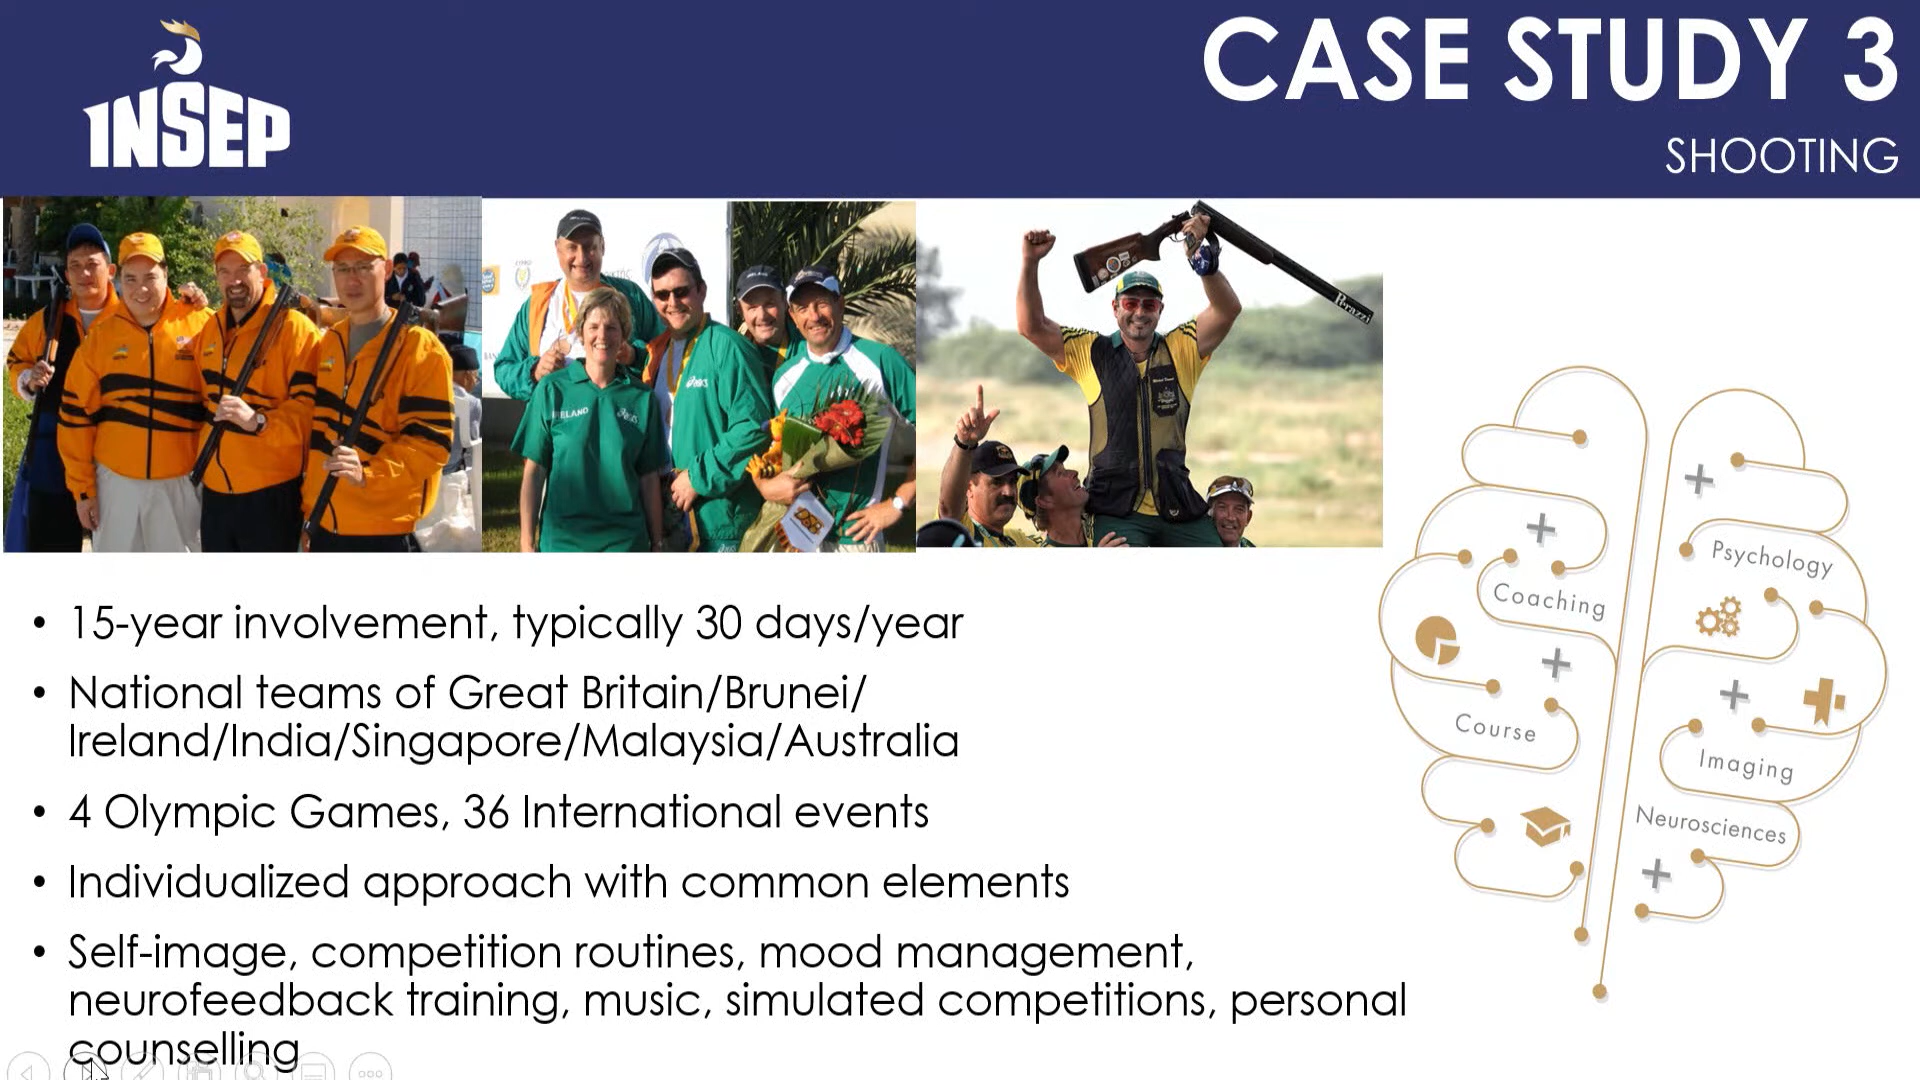 INSEP
CASE STUDY 3
SHOOTING
IRELAND
asics
Perazzi
• 15-year involvement, typically 30 days/year
• National teams of Great Britain/Brunei/
Ireland/India/Singapore/Malaysia/Australia
• 4 Olympic Games, 36 International events
• Individualized approach with common elements
• Self-image, competition routines, mood management,
neurofeedback training, music, simulated competitions, personal
counselling
Psychology
Coaching
Course
Imaging
Neurosciences